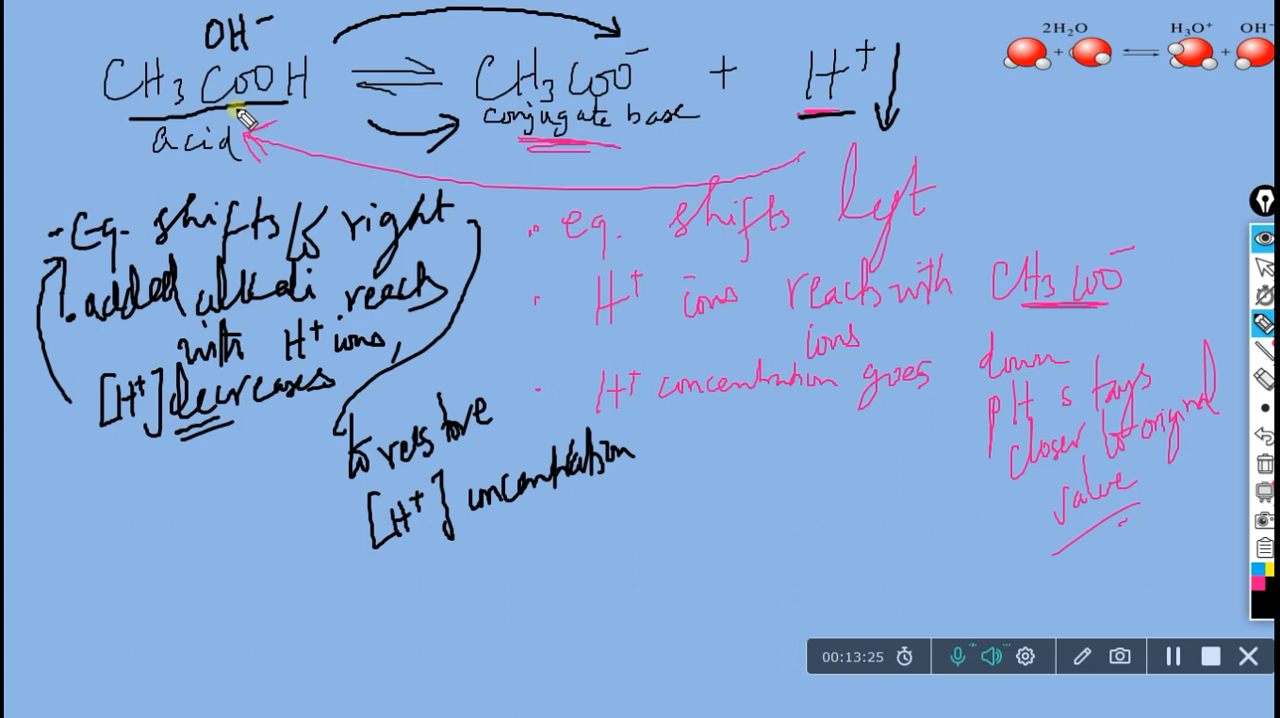 OH⁻
CH3COOH ⇌ CH3COO⁻ + H⁺
acid
conjugate base
2H₂O ⇌ H₃O⁺ + OH⁻
- Eq. shifts to right
. added alkali reacts
with H⁺ ions,
[H⁺] decreases
to restore
[H⁺] concentration
. eq. shifts left
. H⁺ ions reacts with CH3COO⁻
ions
. H⁺ concentration goes down
pH stays
closer to original
value
00:13:25